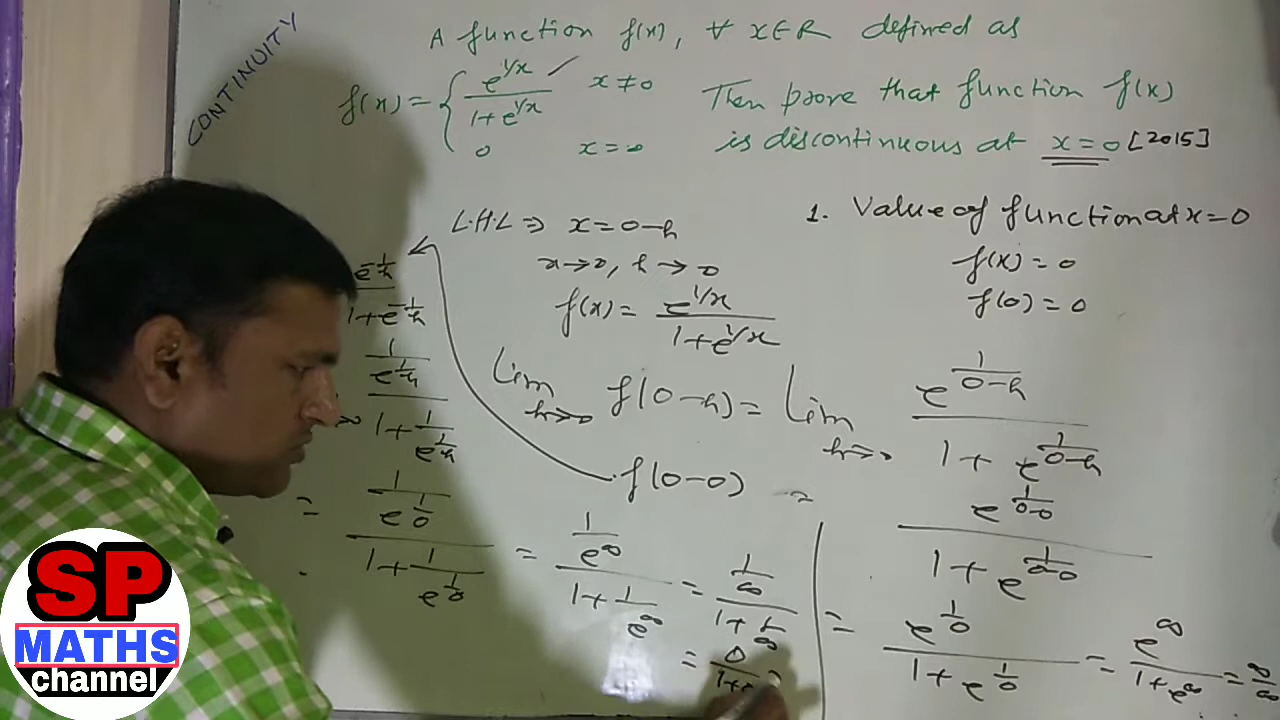 CONTINUITY
A function f(x), ∀ x∈R defined as
f(x) = { e^{1/x} / (1+e^{1/x})   x≠0
0   x=0
Then prove that function f(x)
is discontinuous at x=0 [2015]
1. Value of function at x=0
f(x) = 0
f(0) = 0
L.H.L ⇒ x = 0-h
x→0, h→0
f(x) = e^{1/x} / (1+e^{1/x})
Lim h→0 f(0-h) = Lim h→0 e^{1/(0-h)} / (1+e^{1/(0-h)})
f(0-0) = e^{1/(0-0)} / (1+e^{1/(0-0)})
= e^{1/0} / (1+e^{1/0}) = e^∞ / (1+e^∞) = ∞/∞
e^{-1/h} / (1+e^{-1/h})
(1/e^{1/h}) / (1+1/e^{1/h})
= (1/e^{1/0}) / (1+1/e^{1/0}) = (1/e^∞) / (1+1/e^∞) = (1/∞) / (1+1/∞)
= 0
SP
MATHS
channel